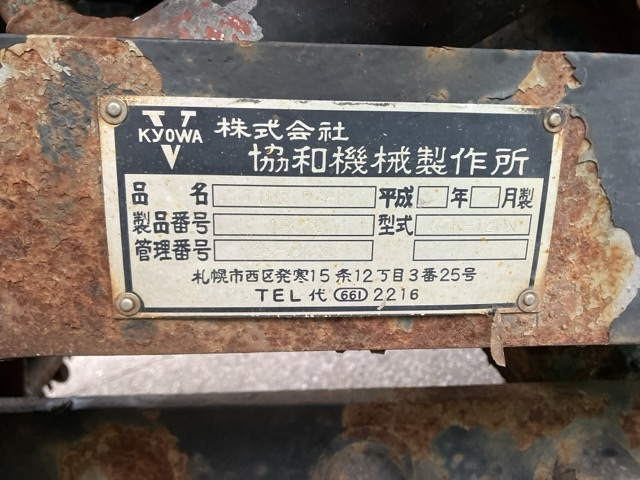 KYOWA
V
株式会社
協和機械製作所
品名 平成 年 月製
製品番号 型式
管理番号
札幌市西区発寒15条12丁目3番25号
TEL代(661)2216